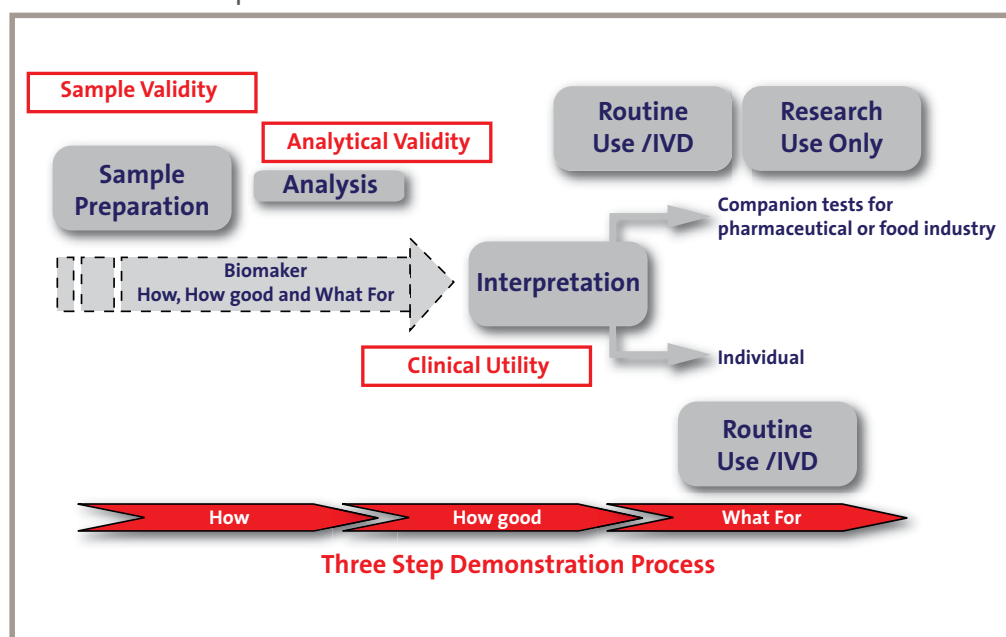 Sample Validity
Analytical Validity
Sample
Preparation
Analysis
Routine
Use /IVD
Research
Use Only
Companion tests for
pharmaceutical or food industry
Biomaker
How, How good and What For
Interpretation
Clinical Utility
Individual
Routine
Use /IVD
How
How good
What For
Three Step Demonstration Process